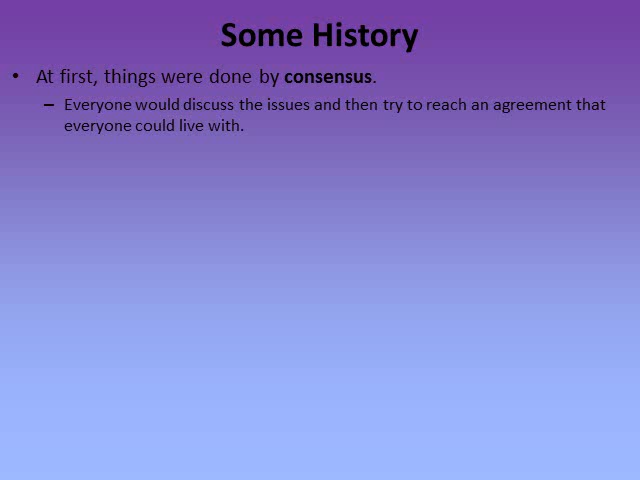 Some History
• At first, things were done by consensus.
– Everyone would discuss the issues and then try to reach an agreement that
everyone could live with.